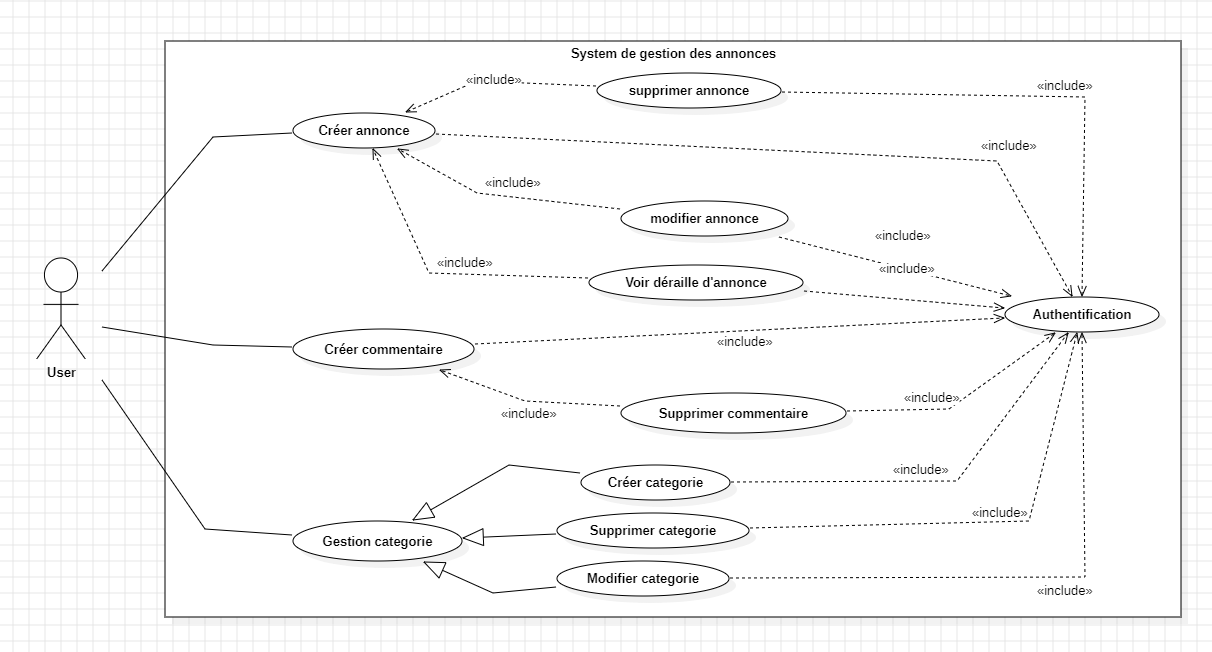 System de gestion des annonces
«include»
supprimer annonce
«include»
Créer annonce
«include»
«include»
modifier annonce
«include»
«include»
«include»
Voir déraille d'annonce
Authentification
Créer commentaire
«include»
User
«include»
Supprimer commentaire
«include»
Créer categorie
«include»
«include»
Supprimer categorie
Gestion categorie
Modifier categorie
«include»